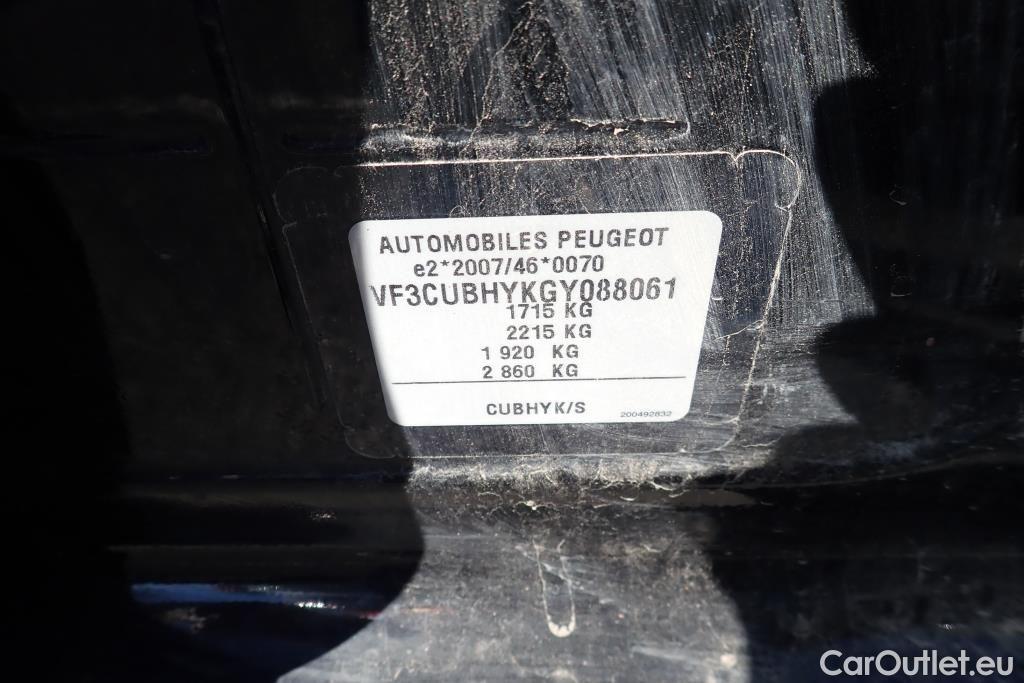 AUTOMOBILES PEUGEOT
e2*2007/46*0070
VF3CUBHYKGY088061
1715 KG
2215 KG
1 920 KG
2 860 KG
CUBHYK/S
200492832
CarOutlet.eu